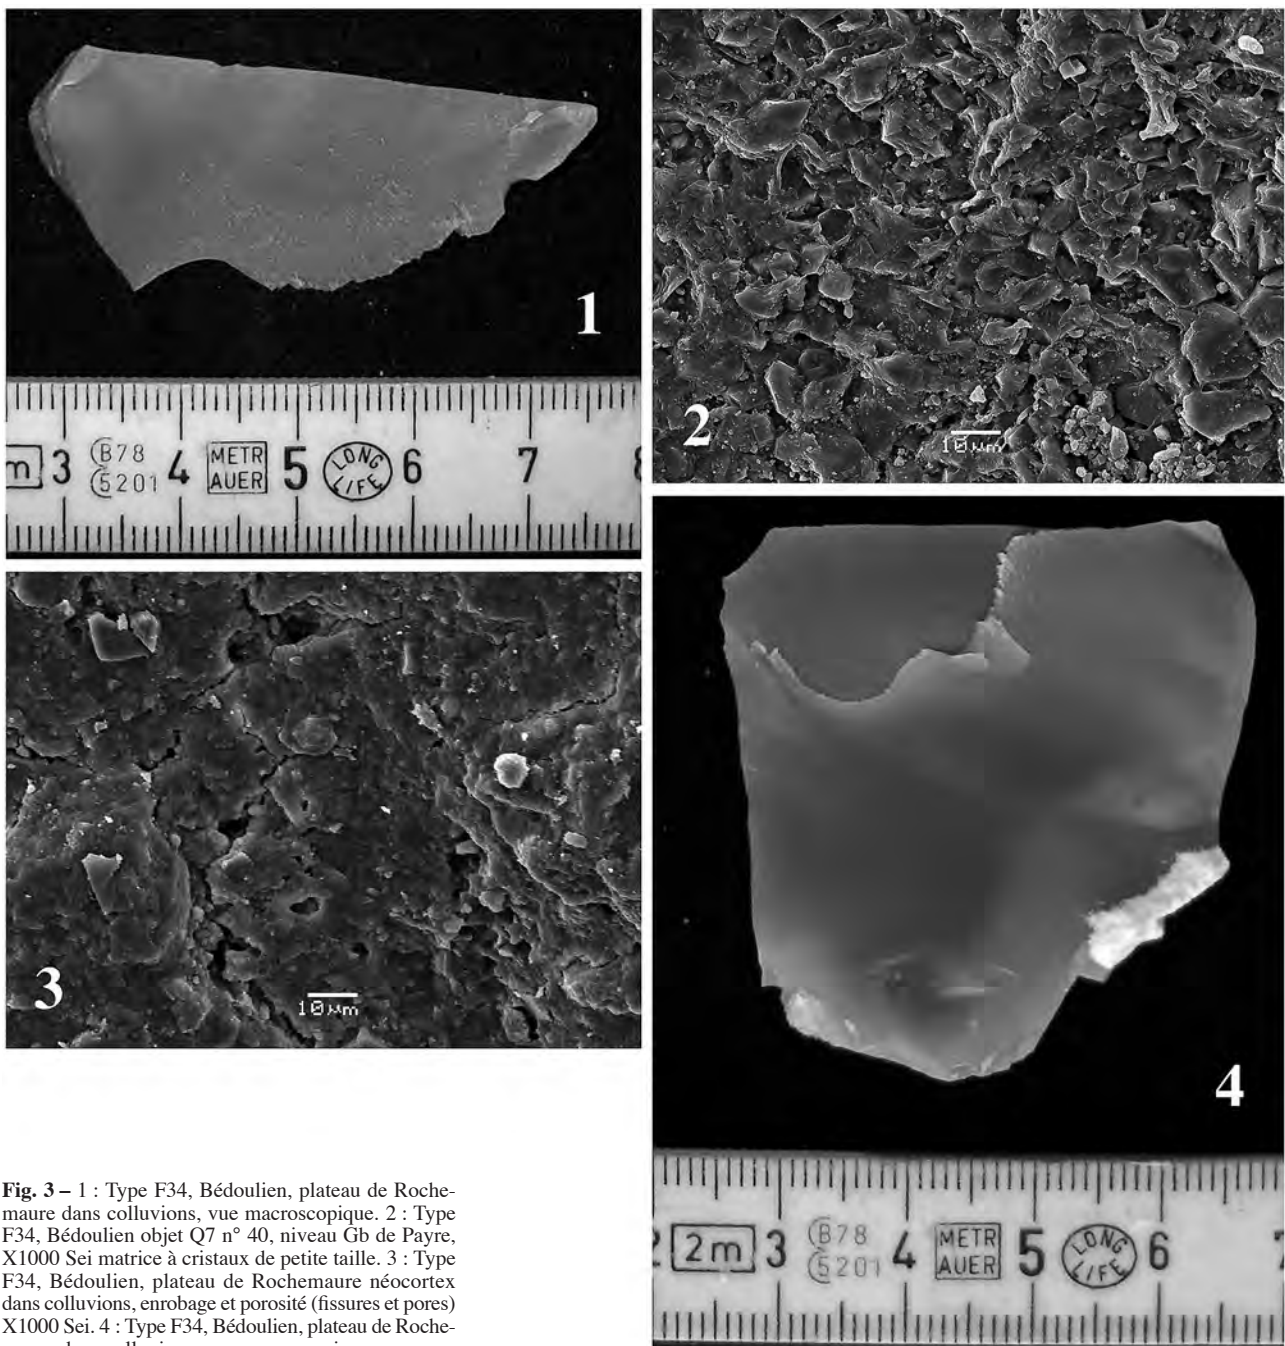 1
m 3 B78 4 METR 5 LONG 6 7 8
5201 AUER LIFE
2
10 µm
3
10 µm
4
2 2m 3 B78 4 METR 5 LONG 6
5201 AUER LIFE
Fig. 3 – 1 : Type F34, Bédoulien, plateau de Roche-
maure dans colluvions, vue macroscopique. 2 : Type
F34, Bédoulien objet Q7 n° 40, niveau Gb de Payre,
X1000 Sei matrice à cristaux de petite taille. 3 : Type
F34, Bédoulien, plateau de Rochemaure néocortex
dans colluvions, enrobage et porosité (fissures et pores)
X1000 Sei. 4 : Type F34, Bédoulien, plateau de Roche-